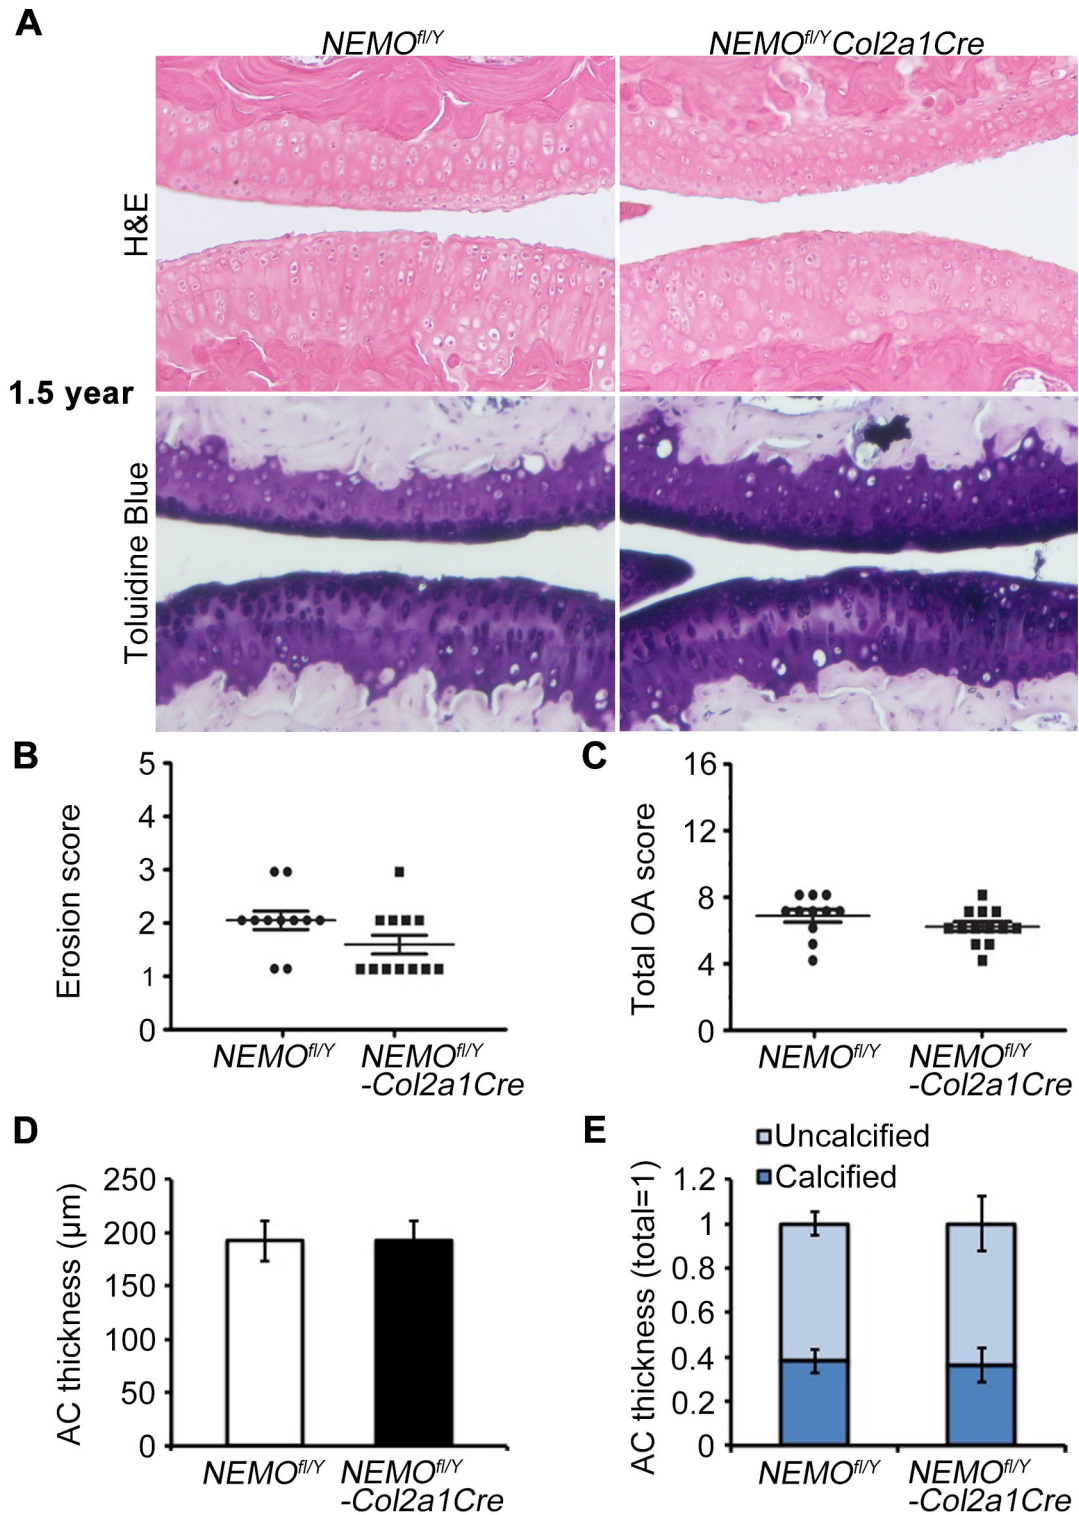 A
NEMOfl/Y
NEMOfl/YCol2a1Cre
H&E
1.5 year
Toluidine Blue
B
Erosion score
5
4
3
2
1
0
NEMOfl/Y
NEMOfl/Y
-Col2a1Cre
C
Total OA score
16
12
8
4
0
NEMOfl/Y
NEMOfl/Y
-Col2a1Cre
D
AC thickness (µm)
250
200
150
100
50
0
NEMOfl/Y
NEMOfl/Y
-Col2a1Cre
E
Uncalcified
Calcified
AC thickness (total=1)
1.2
1
0.8
0.6
0.4
0.2
0
NEMOfl/Y
NEMOfl/Y
-Col2a1Cre